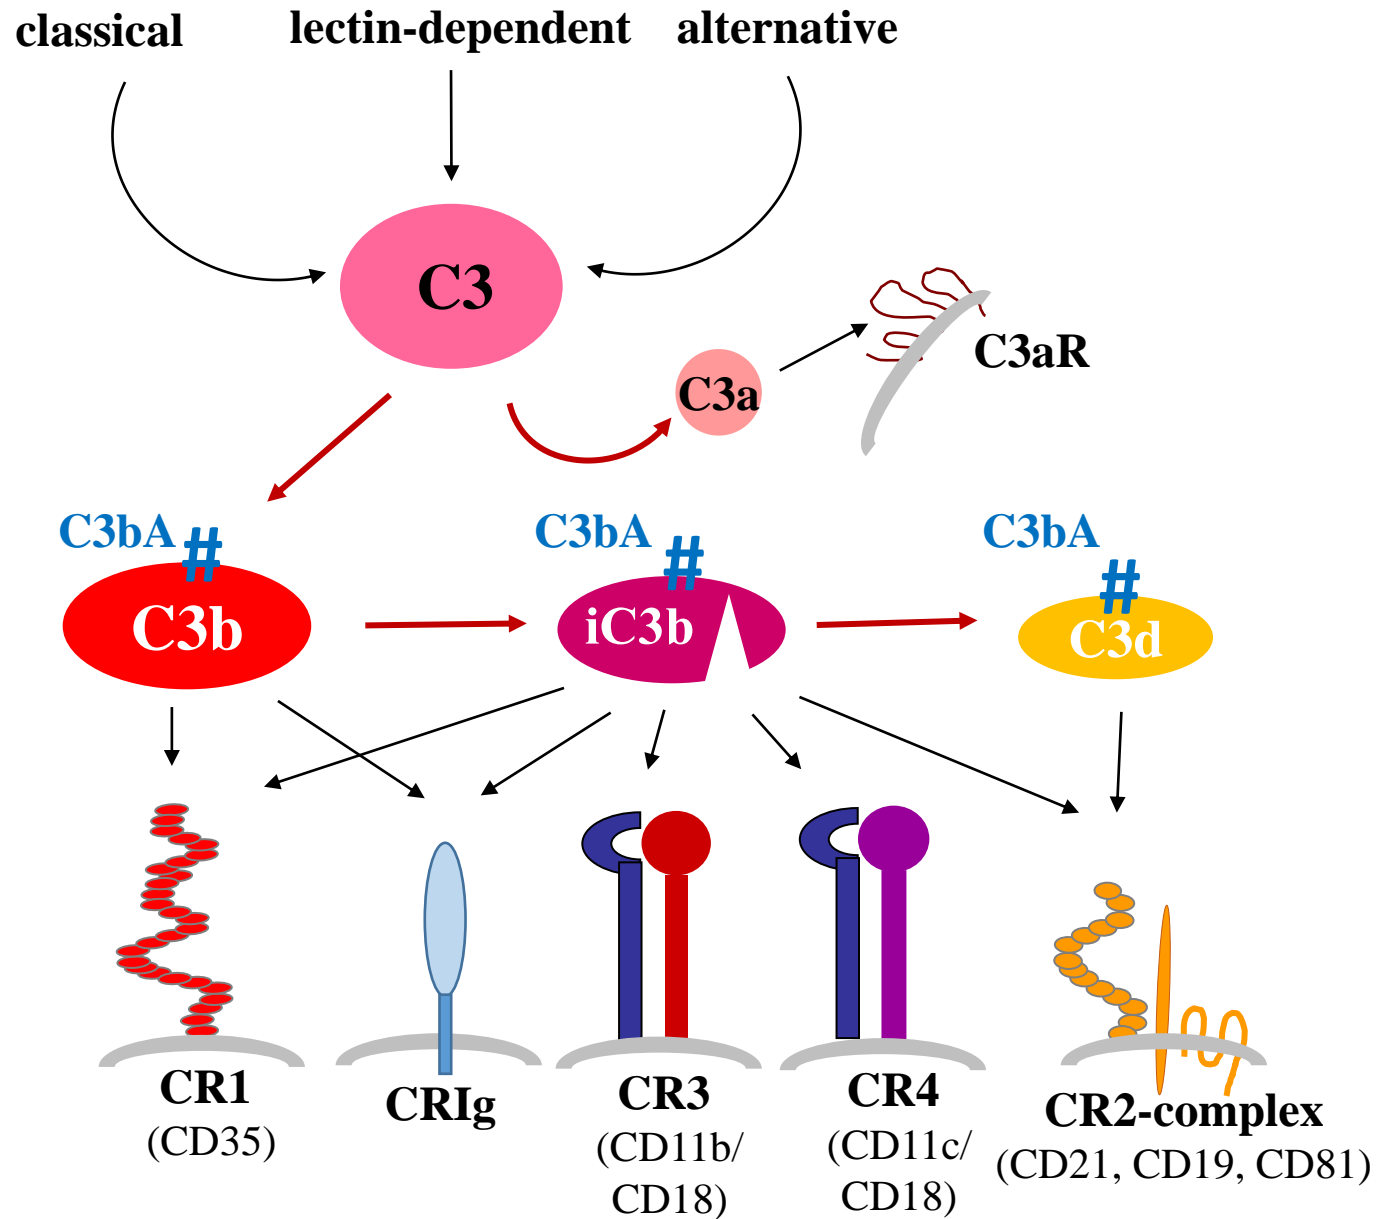 classical lectin-dependent alternative
C3
C3aR
C3a
C3bA # C3bA # C3bA #
C3b iC3b C3d
CR1
(CD35)
CRIg
CR3
(CD11b/
CD18)
CR4
(CD11c/
CD18)
CR2-complex
(CD21, CD19, CD81)